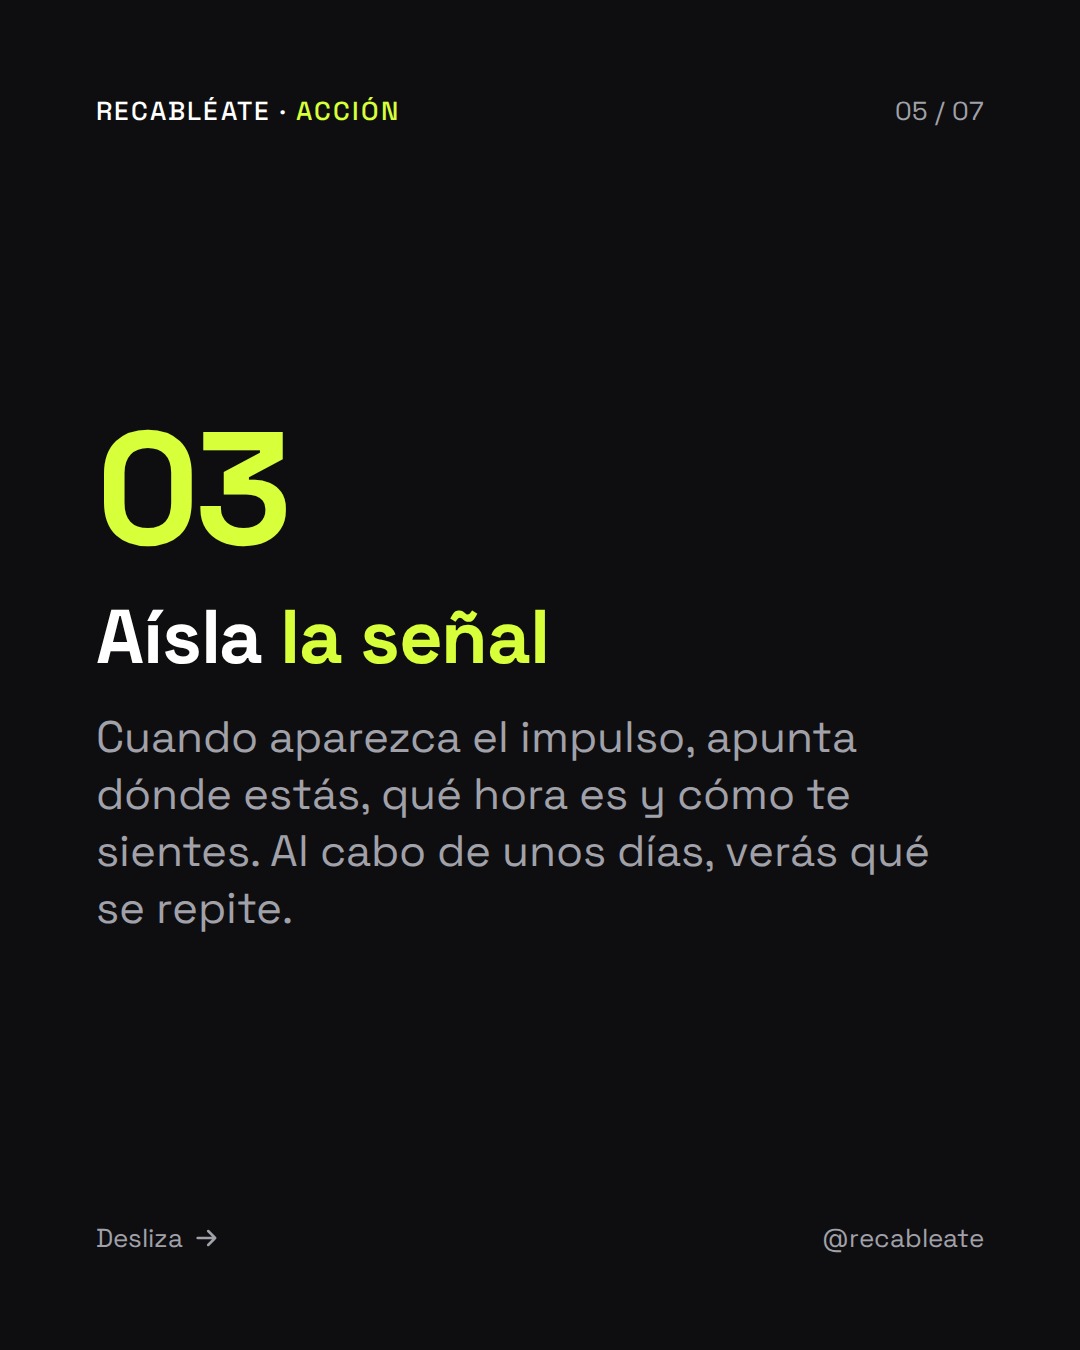 RECABLÉATE · ACCIÓN
05 / 07
03
Aísla la señal
Cuando aparezca el impulso, apunta
dónde estás, qué hora es y cómo te
sientes. Al cabo de unos días, verás qué
se repite.
Desliza →
@recableate